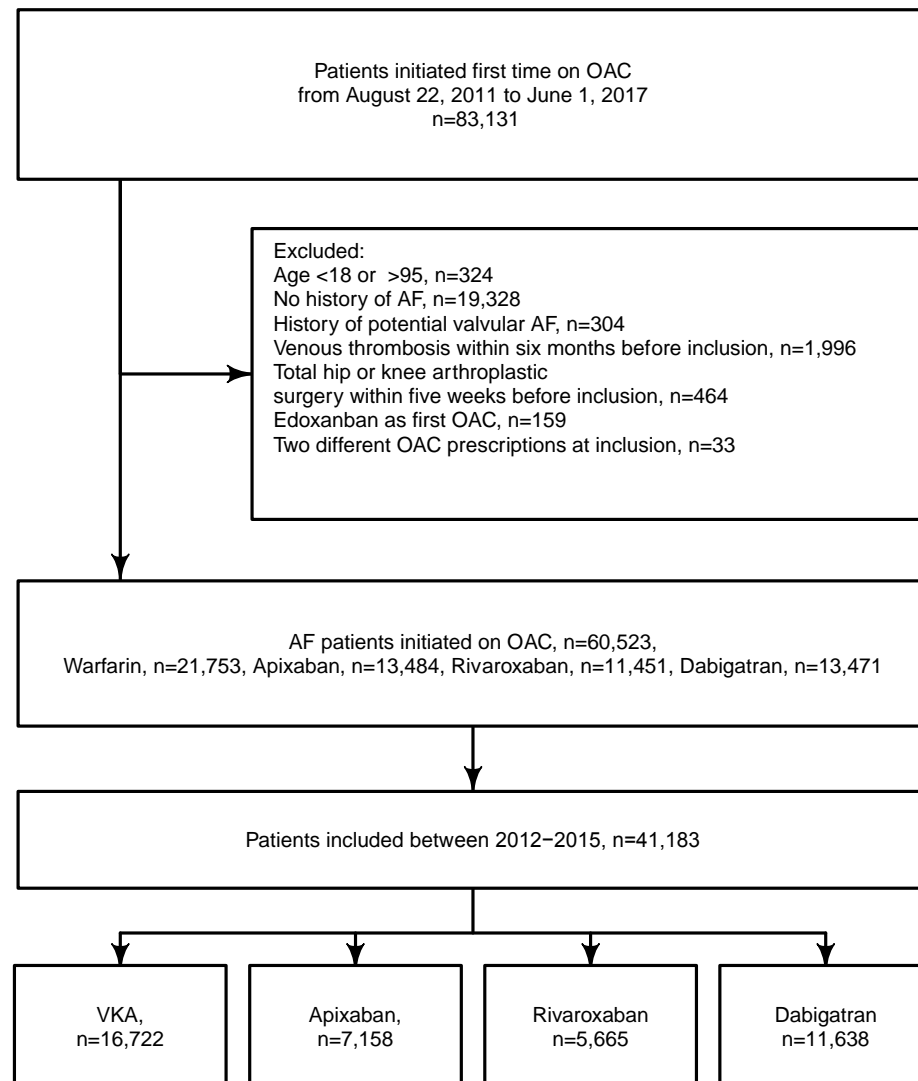 Patients initiated first time on OAC
from August 22, 2011 to June 1, 2017
n=83,131
Excluded:
Age <18 or >95, n=324
No history of AF, n=19,328
History of potential valvular AF, n=304
Venous thrombosis within six months before inclusion, n=1,996
Total hip or knee arthroplastic
surgery within five weeks before inclusion, n=464
Edoxanban as first OAC, n=159
Two different OAC prescriptions at inclusion, n=33
AF patients initiated on OAC, n=60,523,
Warfarin, n=21,753, Apixaban, n=13,484, Rivaroxaban, n=11,451, Dabigatran, n=13,471
Patients included between 2012−2015, n=41,183
VKA,
n=16,722
Apixaban,
n=7,158
Rivaroxaban
n=5,665
Dabigatran
n=11,638